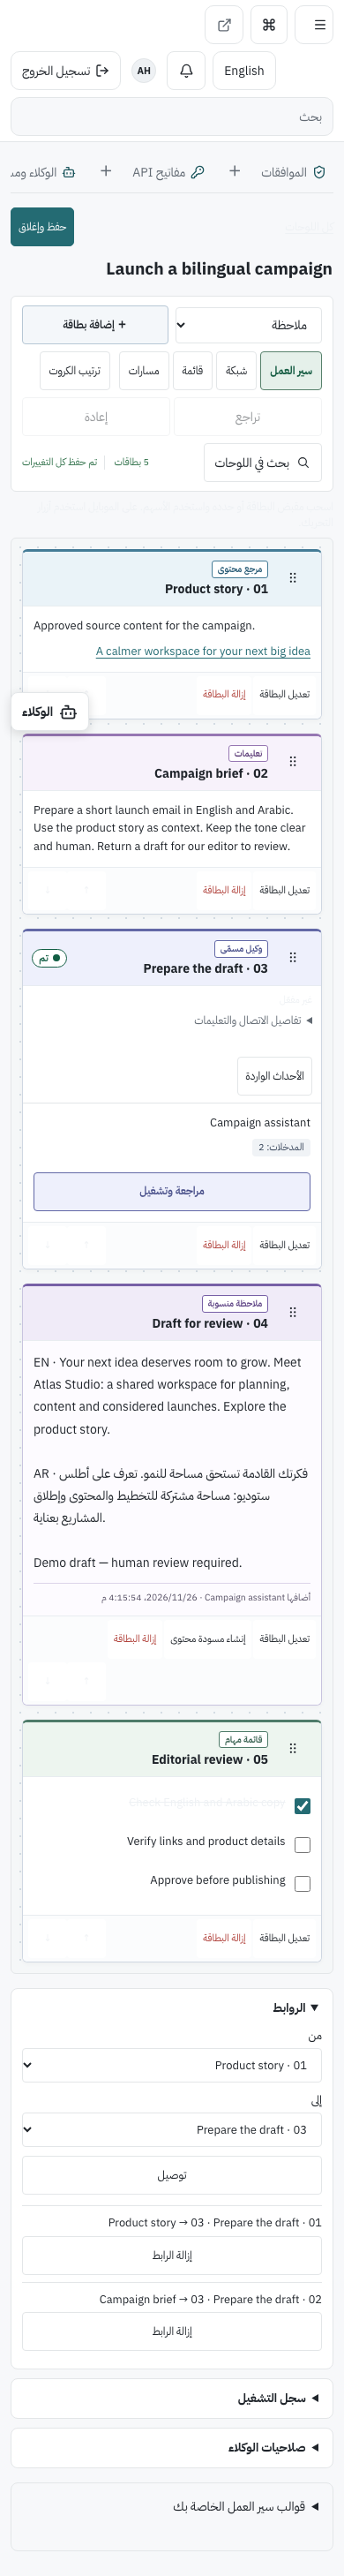 English
AH
تسجيل الخروج
بحث
الموافقات
مفاتيح API
الوكلاء ومس
حفظ وإغلاق
Launch a bilingual campaign
ملاحظة
+ إضافة بطاقة
سير العمل
شبكة
قائمة
مسارات
ترتيب الكروت
تراجع
إعادة
بحث في اللوحات
5 بطاقات
تم حفظ كل التغييرات
مرجع محتوى
01 · Product story
Approved source content for the campaign.
A calmer workspace for your next big idea
تعديل البطاقة
إزالة البطاقة
الوكلاء
تعليمات
02 · Campaign brief
Prepare a short launch email in English and Arabic.
Use the product story as context. Keep the tone clear
and human. Return a draft for our editor to review.
تعديل البطاقة
إزالة البطاقة
وكيل مسمّى
03 · Prepare the draft
تم
تفاصيل الاتصال والتعليمات
الأحداث الواردة
Campaign assistant
المدخلات: 2
مراجعة وتشغيل
تعديل البطاقة
إزالة البطاقة
ملاحظة منسوبة
04 · Draft for review
EN · Your next idea deserves room to grow. Meet
Atlas Studio: a shared workspace for planning,
content and considered launches. Explore the
product story.
AR · فكرتك القادمة تستحق مساحة للنمو. تعرف على أطلس
ستوديو: مساحة مشتركة للتخطيط والمحتوى وإطلاق
المشاريع بعناية.
Demo draft — human review required.
أضافها Campaign assistant · 2026/11/26، 4:15:54 م
تعديل البطاقة
إنشاء مسودة محتوى
إزالة البطاقة
قائمة مهام
05 · Editorial review
Check English and Arabic copy
Verify links and product details
Approve before publishing
تعديل البطاقة
إزالة البطاقة
الروابط
من
01 · Product story
إلى
03 · Prepare the draft
توصيل
01 · Product story → 03 · Prepare the draft
إزالة الرابط
02 · Campaign brief → 03 · Prepare the draft
إزالة الرابط
سجل التشغيل
صلاحيات الوكلاء
قوالب سير العمل الخاصة بك